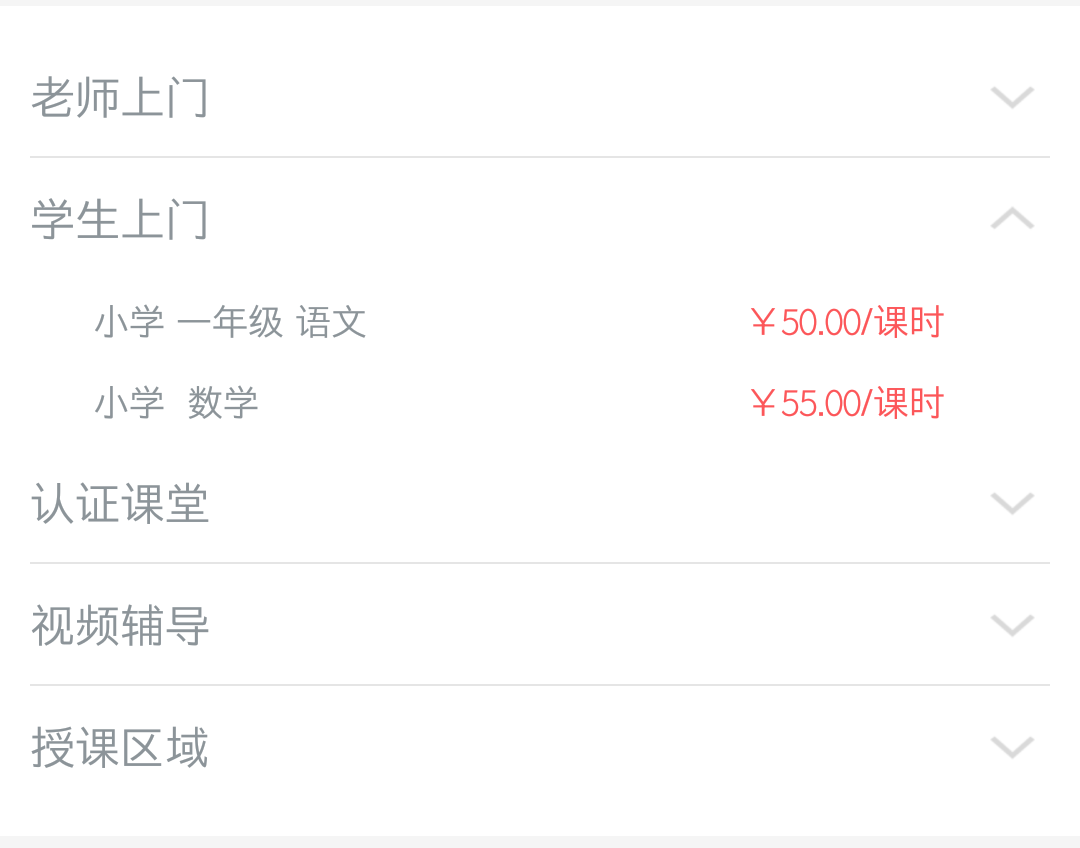 老师上门
学生上门
小学 一年级 语文 ￥50.00/课时
小学 数学 ￥55.00/课时
认证课堂
视频辅导
授课区域